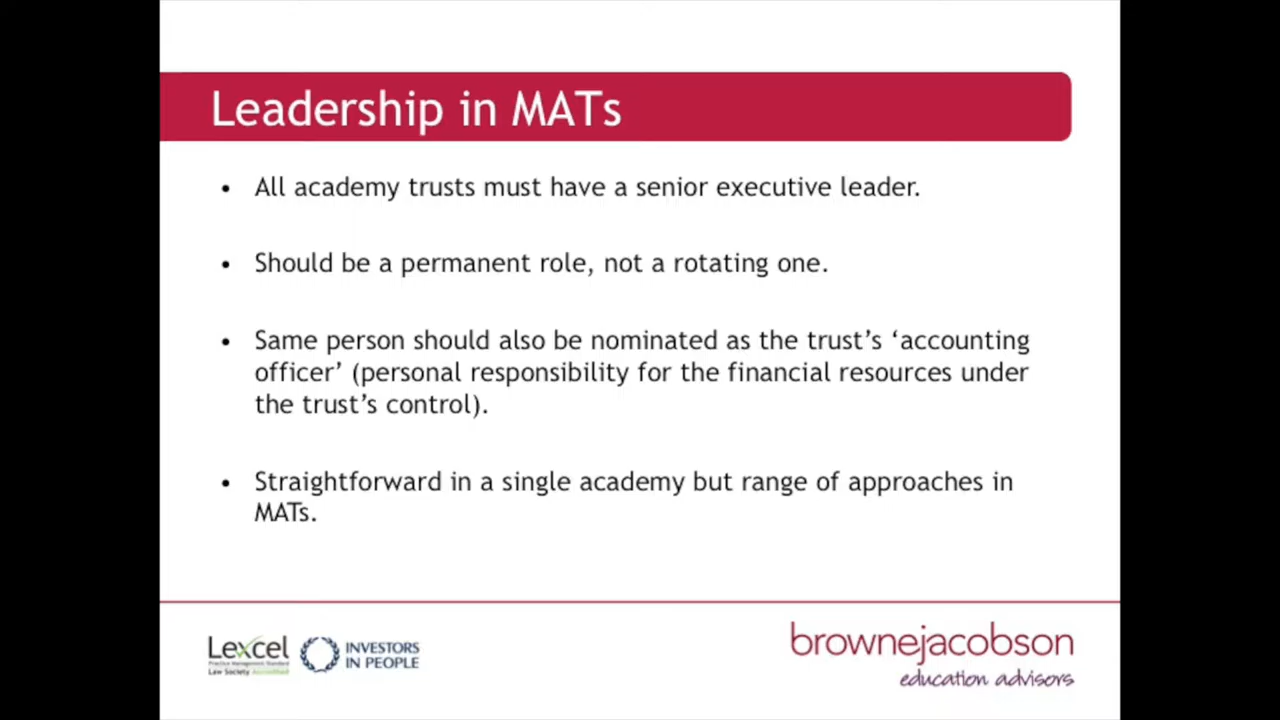 Leadership in MATs
• All academy trusts must have a senior executive leader.
• Should be a permanent role, not a rotating one.
• Same person should also be nominated as the trust’s ‘accounting
officer’ (personal responsibility for the financial resources under
the trust’s control).
• Straightforward in a single academy but range of approaches in
MATs.
Lexcel
Practice Management Standard
Law Society Accredited
INVESTORS
IN PEOPLE
brownejacobson
education advisors